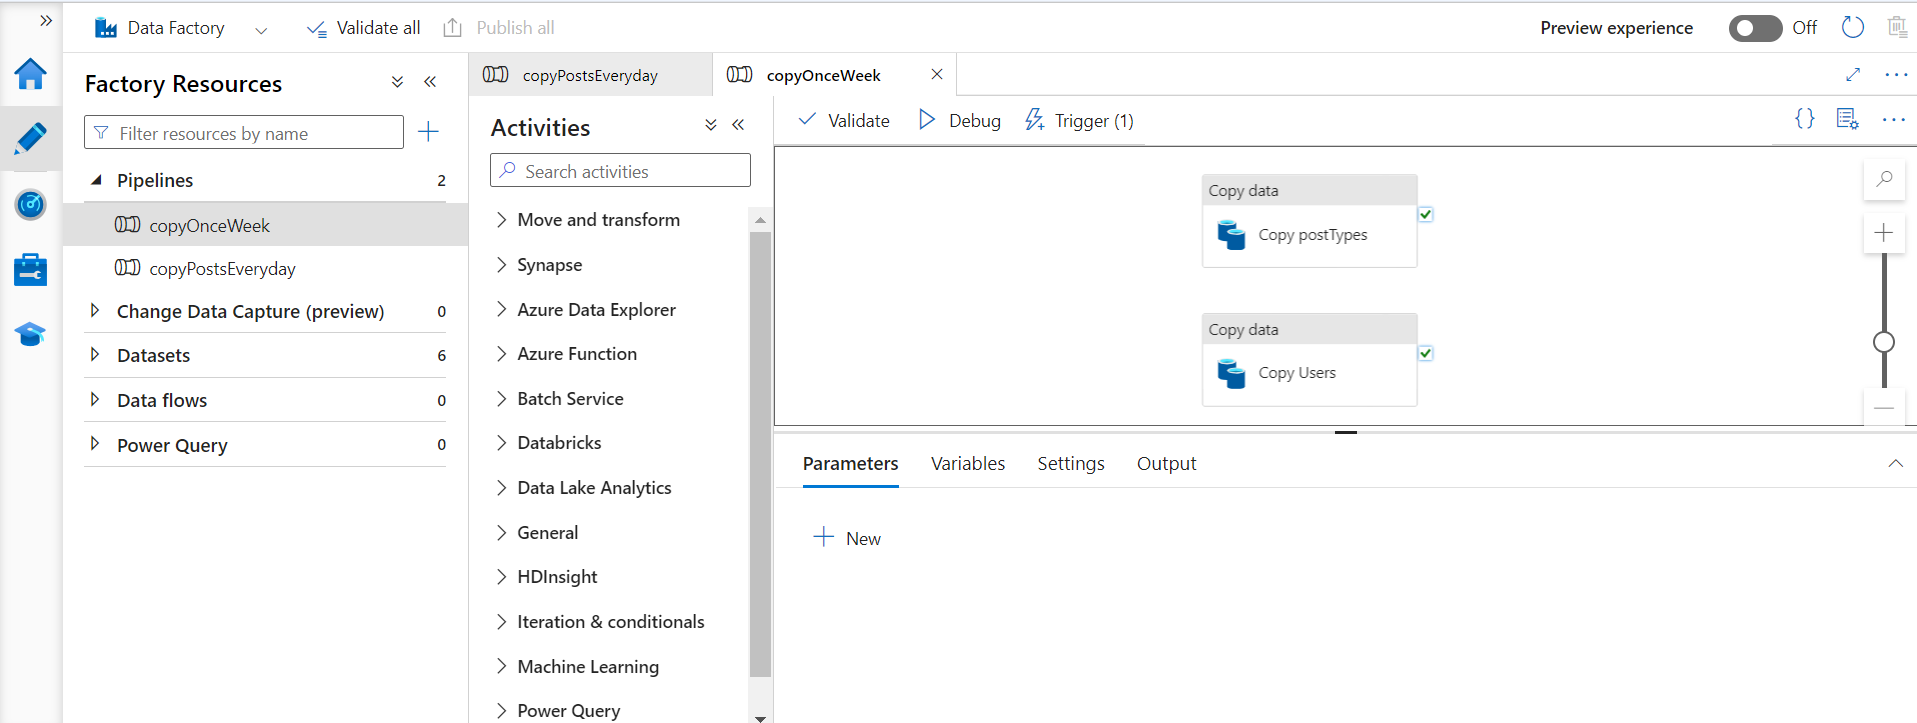 Data Factory
Validate all
Publish all
Preview experience
Off
Factory Resources
Filter resources by name
Pipelines 2
copyOnceWeek
copyPostsEveryday
Change Data Capture (preview) 0
Datasets 6
Data flows 0
Power Query 0
copyPostsEveryday
copyOnceWeek
Activities
Search activities
Move and transform
Synapse
Azure Data Explorer
Azure Function
Batch Service
Databricks
Data Lake Analytics
General
HDInsight
Iteration & conditionals
Machine Learning
Power Query
Validate
Debug
Trigger (1)
Copy data
Copy postTypes
Copy data
Copy Users
Parameters
Variables
Settings
Output
New